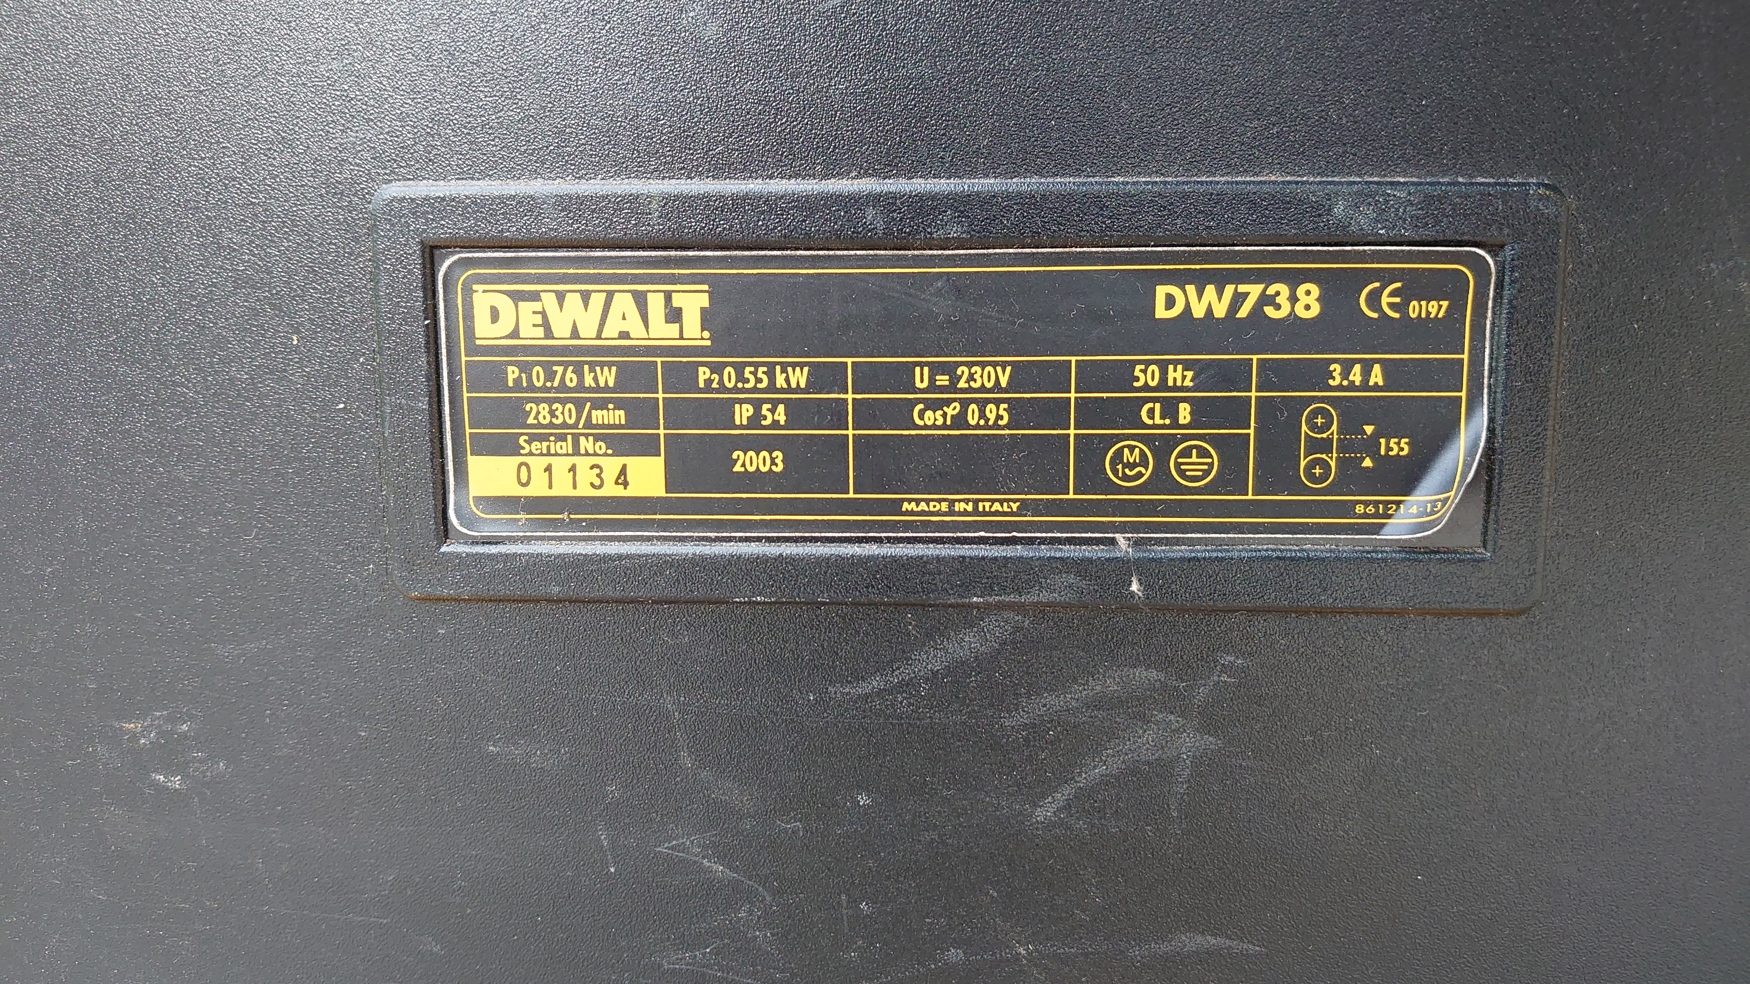 DEWALT.
DW738 CE 0197
P1 0.76 kW P2 0.55 kW U = 230V 50 Hz 3.4 A
2830/min IP 54 Cosφ 0.95 CL. B
Serial No.
01134 2003 M 1~ 155
MADE IN ITALY 861214-13